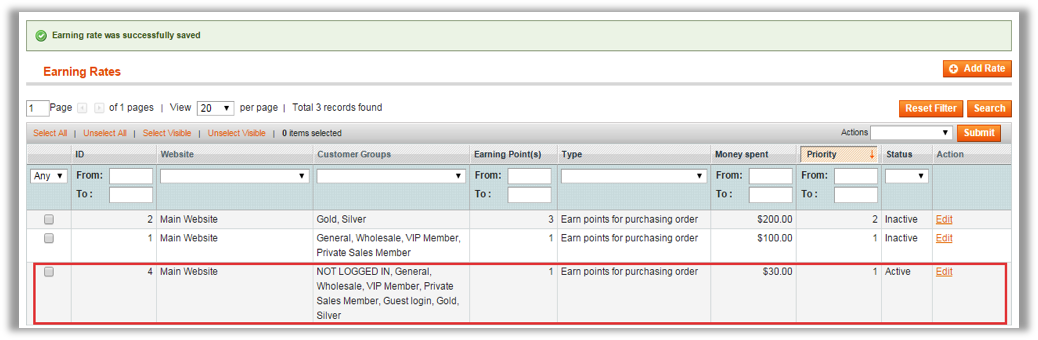 Earning rate was successfully saved
Earning Rates
Add Rate
1 Page of 1 pages | View 20 per page | Total 3 records found
Reset Filter Search
Select All | Unselect All | Select Visible | Unselect Visible | 0 items selected Actions Submit
ID Website Customer Groups Earning Point(s) Type Money spent Priority Status Action
Any From: From: From: From:
To : To : To : To :
2 Main Website Gold, Silver 3 Earn points for purchasing order $200.00 2 Inactive Edit
1 Main Website General, Wholesale, VIP Member, 1 Earn points for purchasing order $100.00 1 Inactive Edit
Private Sales Member
4 Main Website NOT LOGGED IN, General, 1 Earn points for purchasing order $30.00 1 Active Edit
Wholesale, VIP Member, Private
Sales Member, Guest login, Gold,
Silver